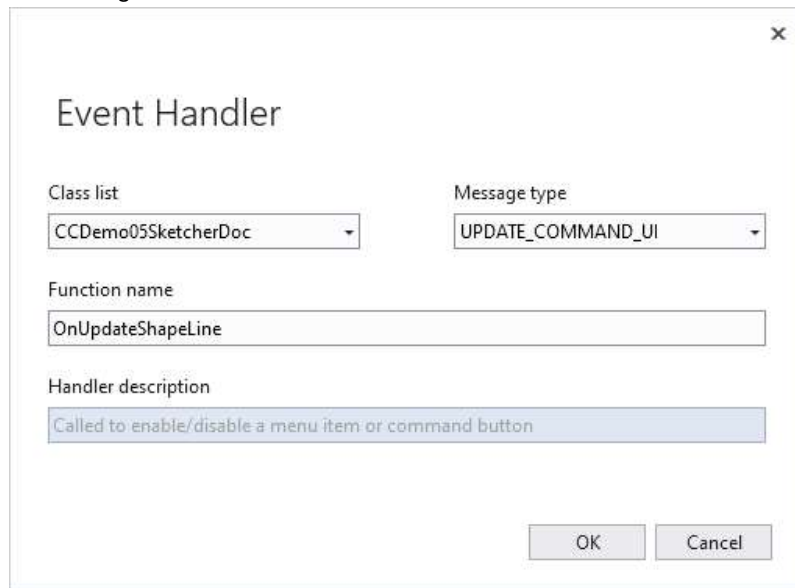 Event Handler
Class list
Message type
CCDemo05SketcherDoc
UPDATE_COMMAND_UI
Function name
OnUpdateShapeLine
Handler description
Called to enable/disable a menu item or command button
OK
Cancel